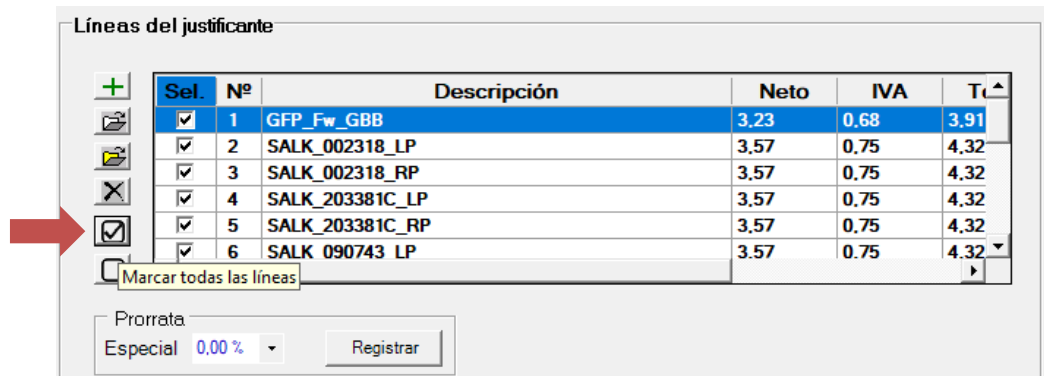 Líneas del justificante
Sel. Nº Descripción Neto IVA
1 GFP_Fw_GBB 3,23 0,68 3,91
2 SALK_002318_LP 3,57 0,75 4,32
3 SALK_002318_RP 3,57 0,75 4,32
4 SALK_203381C_LP 3,57 0,75 4,32
5 SALK_203381C_RP 3,57 0,75 4,32
6 SALK_090743_LP 3,57 0,75 4,32
Marcar todas las líneas
Prorrata
Especial 0,00 % Registrar